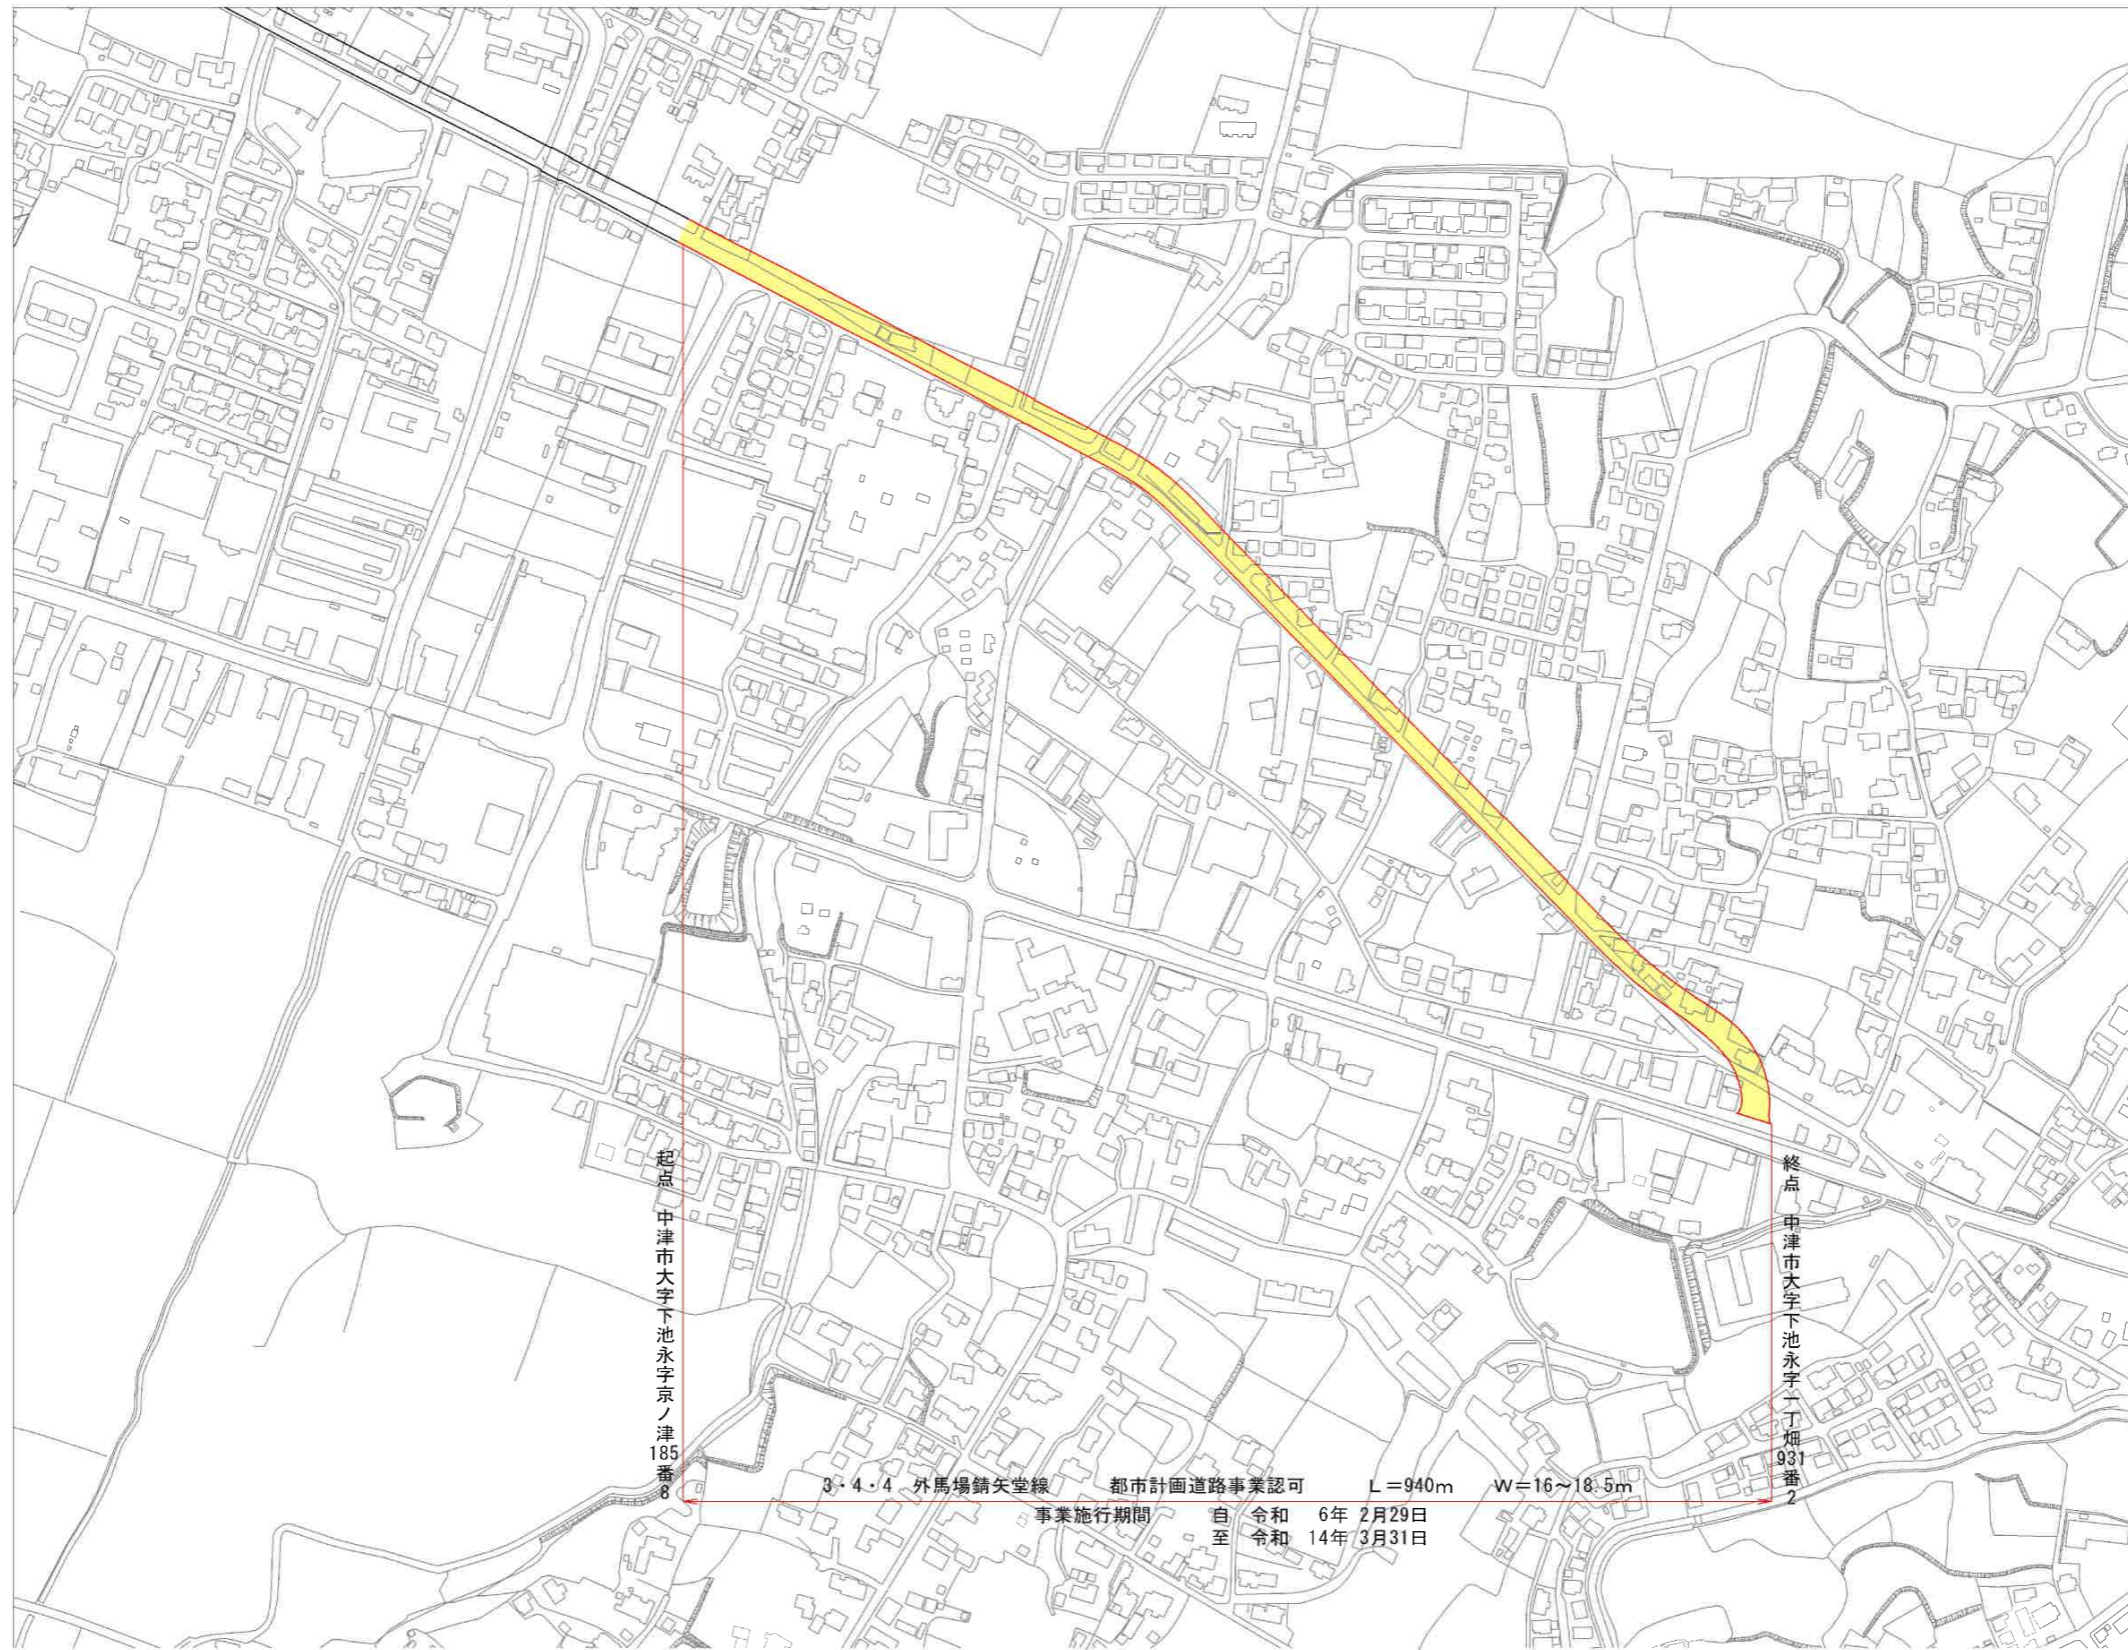 起点 中津市大字下池永字京ノ津185番8
終点 中津市大字下池永字一丁畑931番2
3・4・4 外馬場錆矢堂線 都市計画道路事業認可 L=940m W=16～18.5m
事業施行期間 自 令和 6年 2月29日
至 令和 14年 3月31日